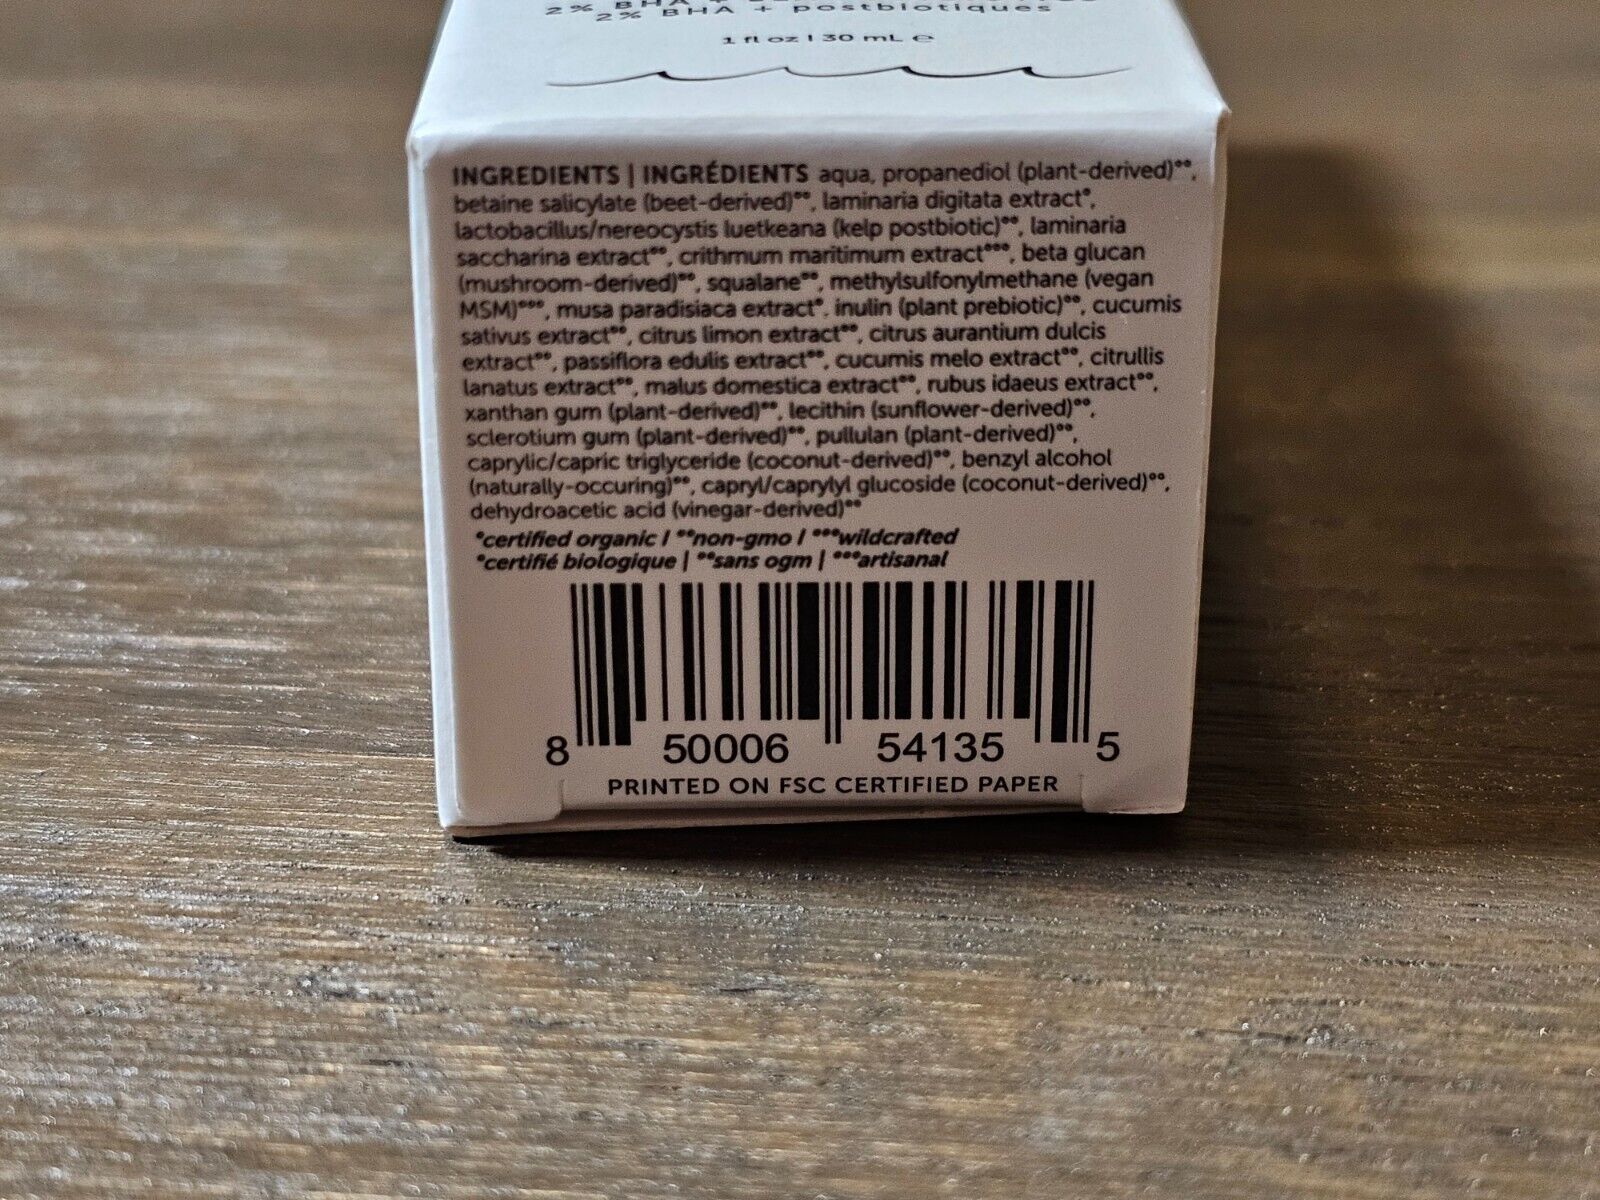 2% BHA +
2% BHA + postbiotiques
1 fl oz | 30 mL ℮
INGREDIENTS | INGRÉDIENTS aqua, propanediol (plant-derived)°°,
betaine salicylate (beet-derived)°°, laminaria digitata extract°,
lactobacillus/nereocystis luetkeana (kelp postbiotic)°°, laminaria
saccharina extract°°, crithmum maritimum extract°°°, beta glucan
(mushroom-derived)°°, squalane°°, methylsulfonylmethane (vegan
MSM)°°°, musa paradisiaca extract°, inulin (plant prebiotic)°°, cucumis
sativus extract°°, citrus limon extract°°, citrus aurantium dulcis
extract°°, passiflora edulis extract°°, cucumis melo extract°°, citrullis
lanatus extract°°, malus domestica extract°°, rubus idaeus extract°°,
xanthan gum (plant-derived)°°, lecithin (sunflower-derived)°°,
sclerotium gum (plant-derived)°°, pullulan (plant-derived)°°,
caprylic/capric triglyceride (coconut-derived)°°, benzyl alcohol
(naturally-occuring)°°, capryl/caprylyl glucoside (coconut-derived)°°,
dehydroacetic acid (vinegar-derived)°°
°certified organic | °°non-gmo | °°°wildcrafted
°certifié biologique | °°sans ogm | °°°artisanal
8 50006 54135 5
PRINTED ON FSC CERTIFIED PAPER